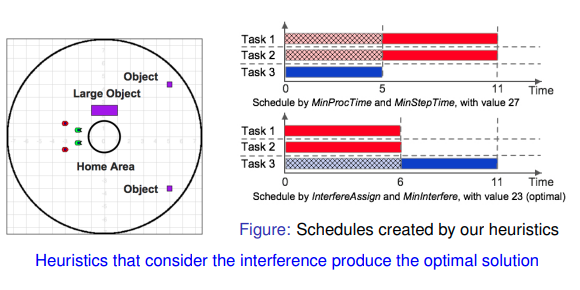 Object
Large Object
Home Area
Object
Task 1
Task 2
Task 3
0 5 11 Time
Schedule by MinProcTime and MinStepTime, with value 27
Task 1
Task 2
Task 3
0 6 11 Time
Schedule by InterfereAssign and MinInterfere, with value 23 (optimal)
Figure: Schedules created by our heuristics
Heuristics that consider the interference produce the optimal solution